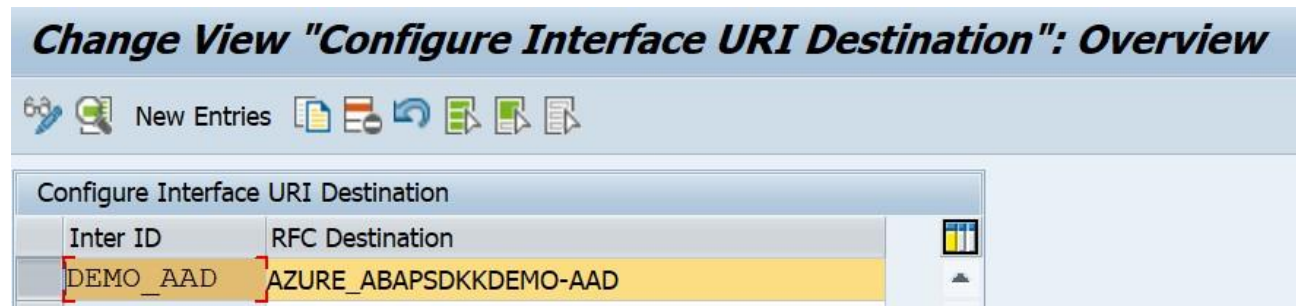 Change View "Configure Interface URI Destination": Overview
New Entries
Configure Interface URI Destination
Inter ID RFC Destination
DEMO_AAD AZURE_ABAPSDKKDEMO-AAD